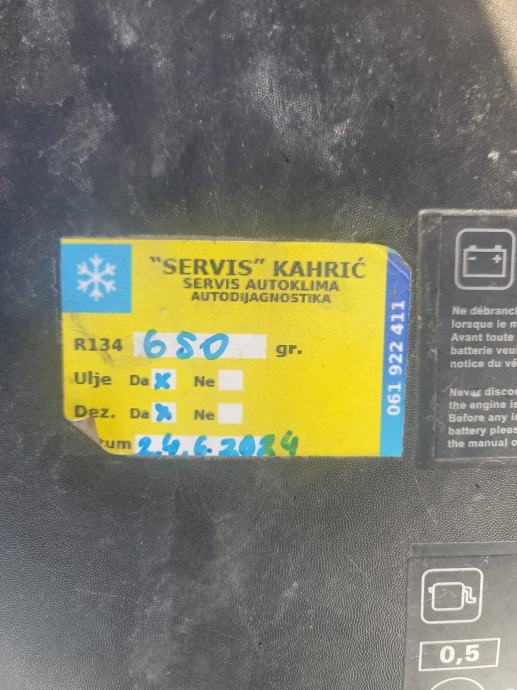 "SERVIS" KAHRIĆ
SERVIS AUTOKLIMA
AUTODIJAGNOSTIKA
R134 650 gr.
Ulje Da x Ne
Dez. Da x Ne
tum 24.6.2024
061 922 411
Ne débranc
lorsque le m
Avant toute
batterie veu
notice du vé
Never discor
the engine is
Before any i
battery pleas
the manual o
0,5